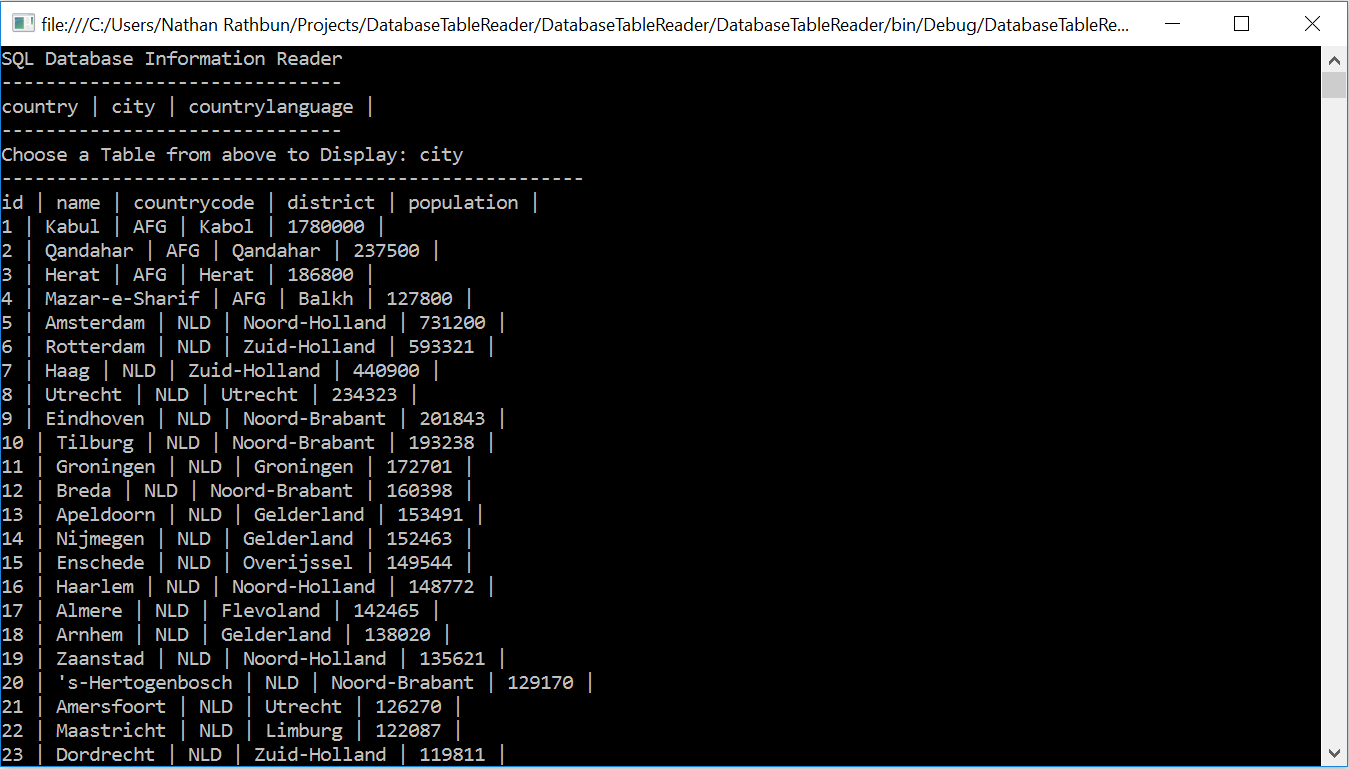 file:///C:/Users/Nathan Rathbun/Projects/DatabaseTableReader/DatabaseTableReader/DatabaseTableReader/bin/Debug/DatabaseTableRe...
SQL Database Information Reader
-------------------------------
country | city | countrylanguage |
-------------------------------
Choose a Table from above to Display: city
-----------------------------------------------------
id | name | countrycode | district | population |
1 | Kabul | AFG | Kabol | 1780000 |
2 | Qandahar | AFG | Qandahar | 237500 |
3 | Herat | AFG | Herat | 186800 |
4 | Mazar-e-Sharif | AFG | Balkh | 127800 |
5 | Amsterdam | NLD | Noord-Holland | 731200 |
6 | Rotterdam | NLD | Zuid-Holland | 593321 |
7 | Haag | NLD | Zuid-Holland | 440900 |
8 | Utrecht | NLD | Utrecht | 234323 |
9 | Eindhoven | NLD | Noord-Brabant | 201843 |
10 | Tilburg | NLD | Noord-Brabant | 193238 |
11 | Groningen | NLD | Groningen | 172701 |
12 | Breda | NLD | Noord-Brabant | 160398 |
13 | Apeldoorn | NLD | Gelderland | 153491 |
14 | Nijmegen | NLD | Gelderland | 152463 |
15 | Enschede | NLD | Overijssel | 149544 |
16 | Haarlem | NLD | Noord-Holland | 148772 |
17 | Almere | NLD | Flevoland | 142465 |
18 | Arnhem | NLD | Gelderland | 138020 |
19 | Zaanstad | NLD | Noord-Holland | 135621 |
20 | 's-Hertogenbosch | NLD | Noord-Brabant | 129170 |
21 | Amersfoort | NLD | Utrecht | 126270 |
22 | Maastricht | NLD | Limburg | 122087 |
23 | Dordrecht | NLD | Zuid-Holland | 119811 |